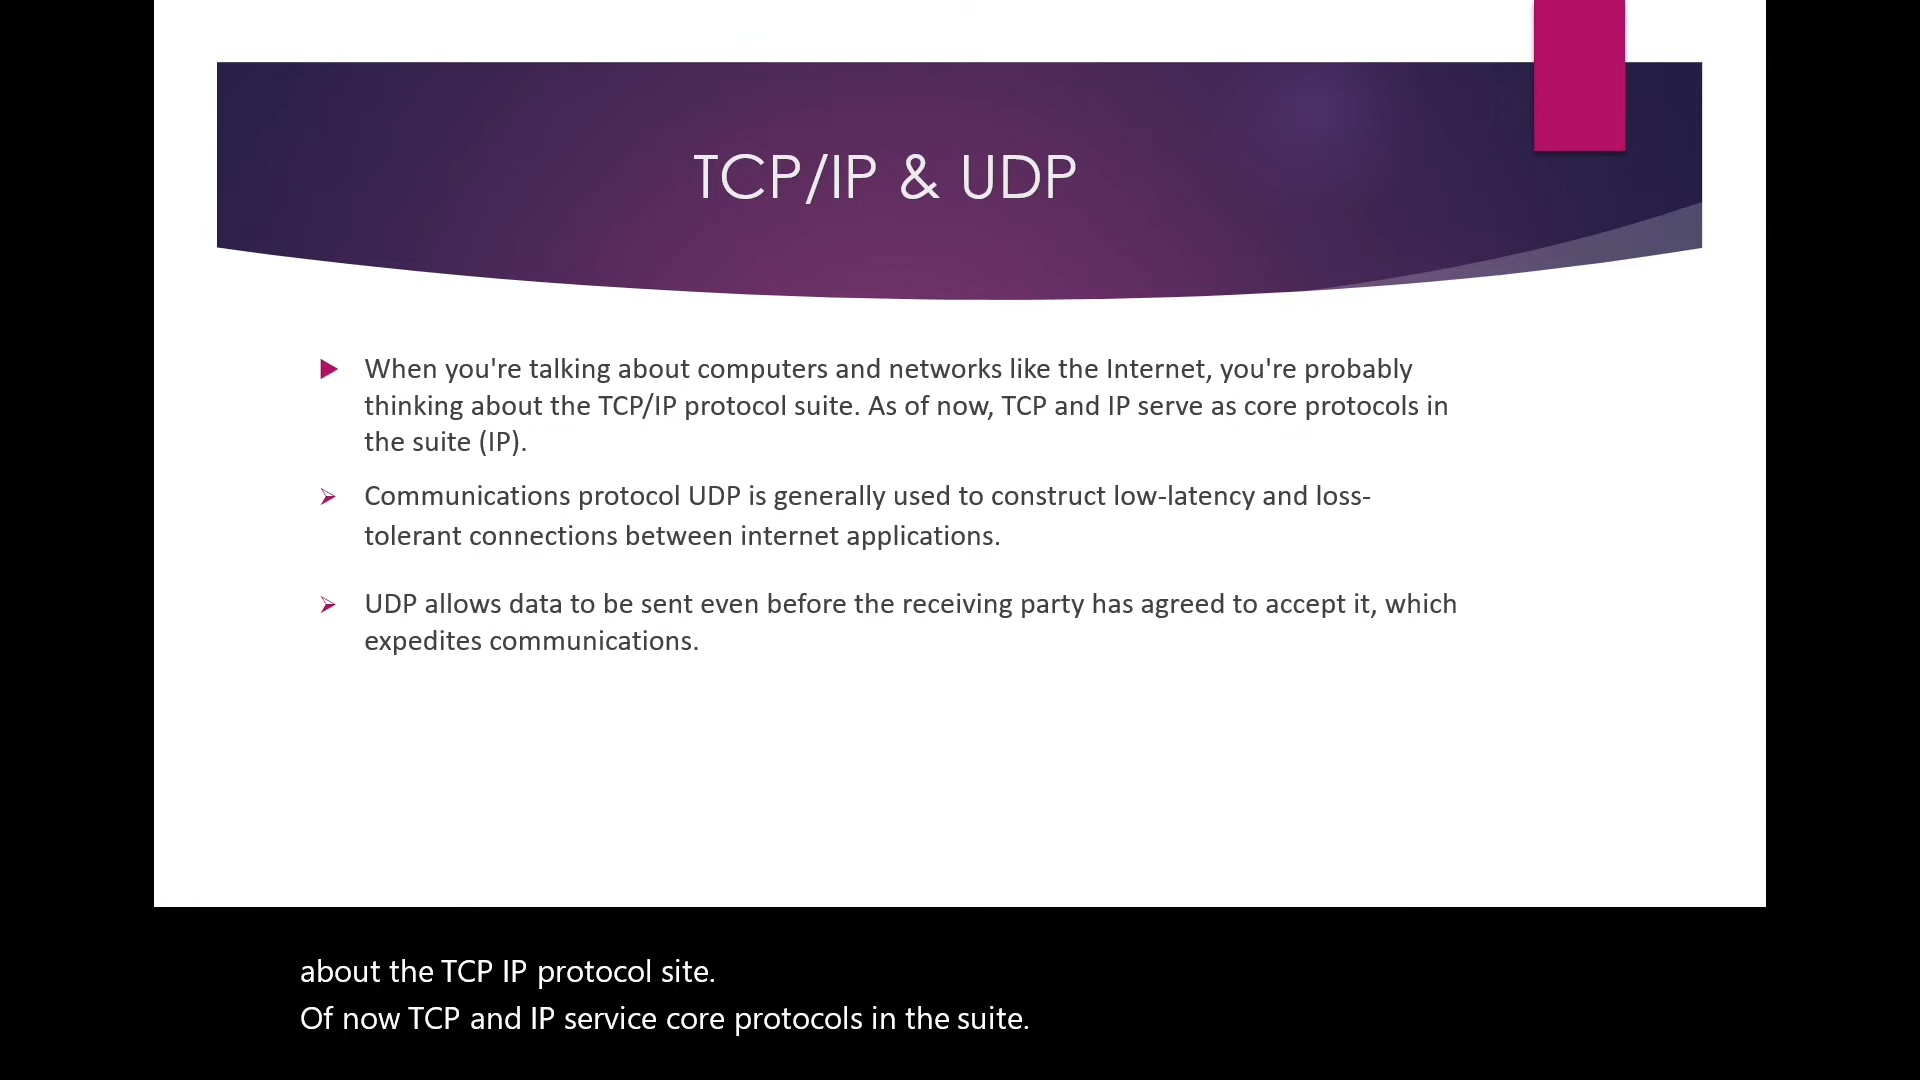 TCP/IP & UDP
When you're talking about computers and networks like the Internet, you're probably
thinking about the TCP/IP protocol suite. As of now, TCP and IP serve as core protocols in
the suite (IP).
Communications protocol UDP is generally used to construct low-latency and loss-
tolerant connections between internet applications.
UDP allows data to be sent even before the receiving party has agreed to accept it, which
expedites communications.
about the TCP IP protocol site.
Of now TCP and IP service core protocols in the suite.